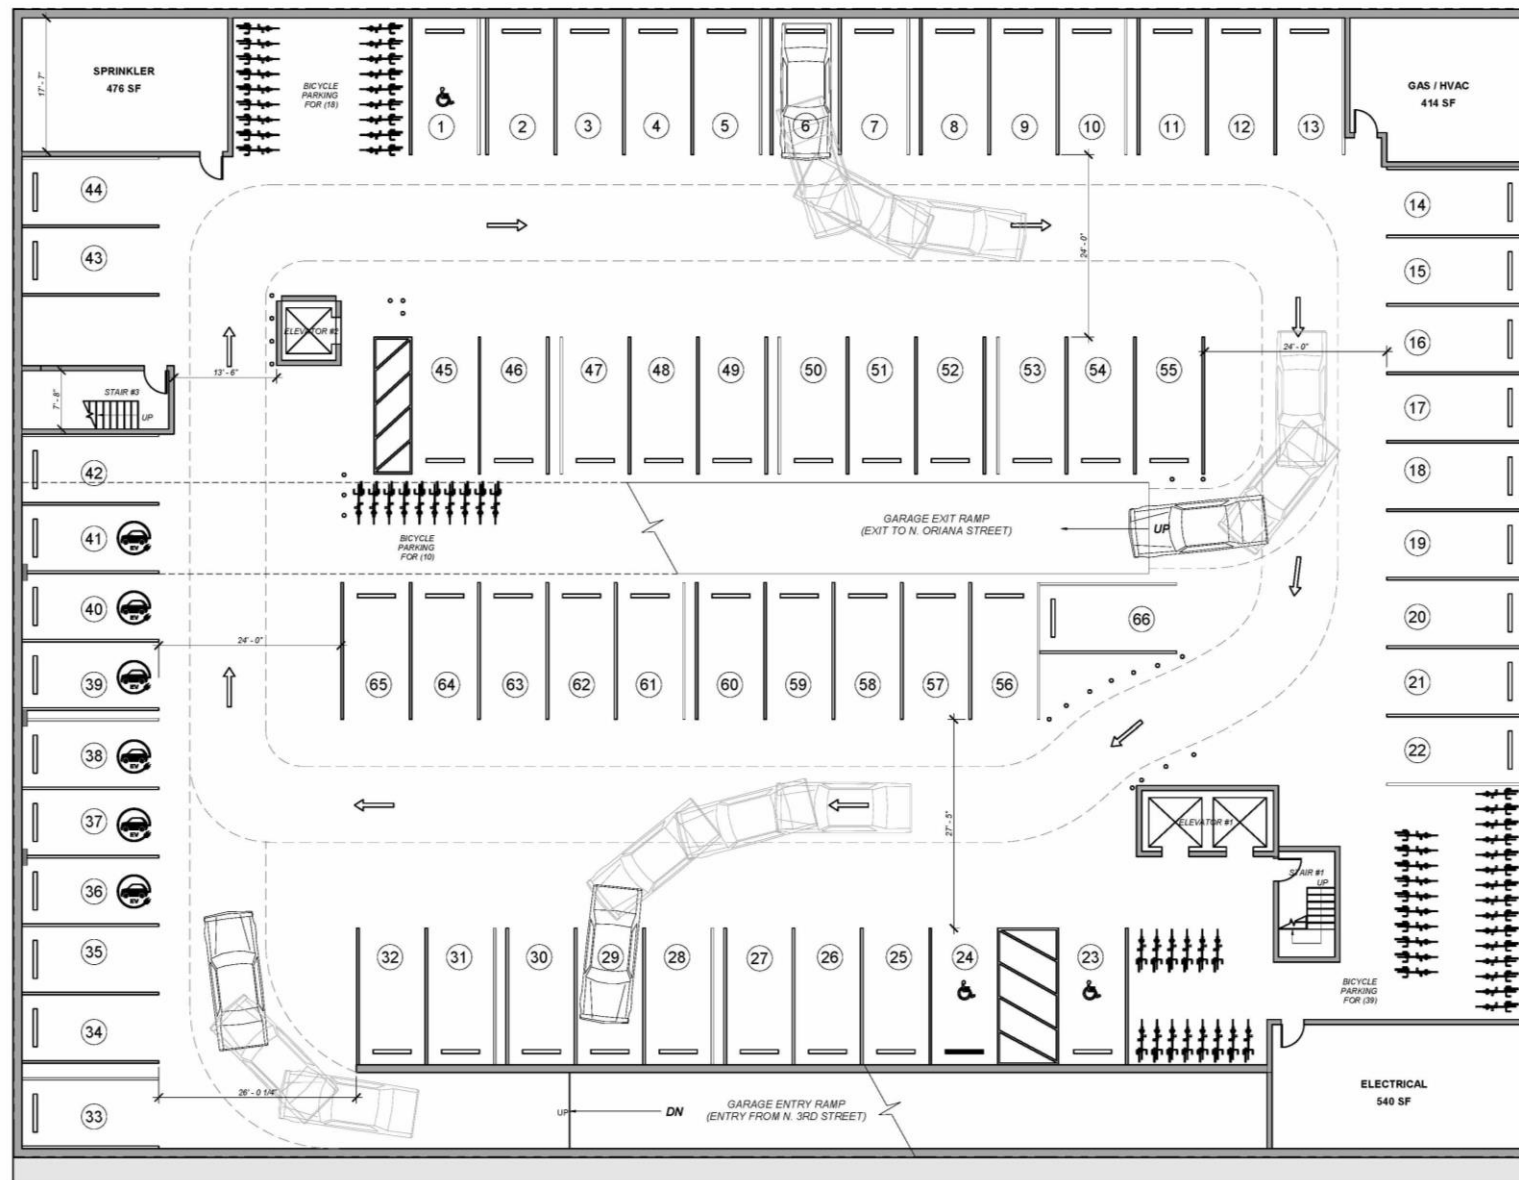 SPRINKLER
476 SF
17' - 7"
BICYCLE
PARKING
FOR (18)
1
2
3
4
5
6
7
8
9
10
11
12
13
GAS / HVAC
414 SF
44
43
14
15
16
17
18
19
20
21
22
24' - 0"
24' - 0"
ELEVATOR #2
13' - 6"
STAIR #3
7' - 8"
UP
45
46
47
48
49
50
51
52
53
54
55
42
41
EV
40
EV
39
EV
38
EV
37
EV
36
EV
35
34
33
BICYCLE
PARKING
FOR (10)
GARAGE EXIT RAMP
(EXIT TO N. ORIANA STREET)
UP
24' - 0"
65
64
63
62
61
60
59
58
57
56
66
27' - 5"
ELEVATOR #1
STAIR #1
UP
32
31
30
29
28
27
26
25
24
23
BICYCLE
PARKING
FOR (39)
26' - 0 1/4"
UP
DN
GARAGE ENTRY RAMP
(ENTRY FROM N. 3RD STREET)
ELECTRICAL
540 SF